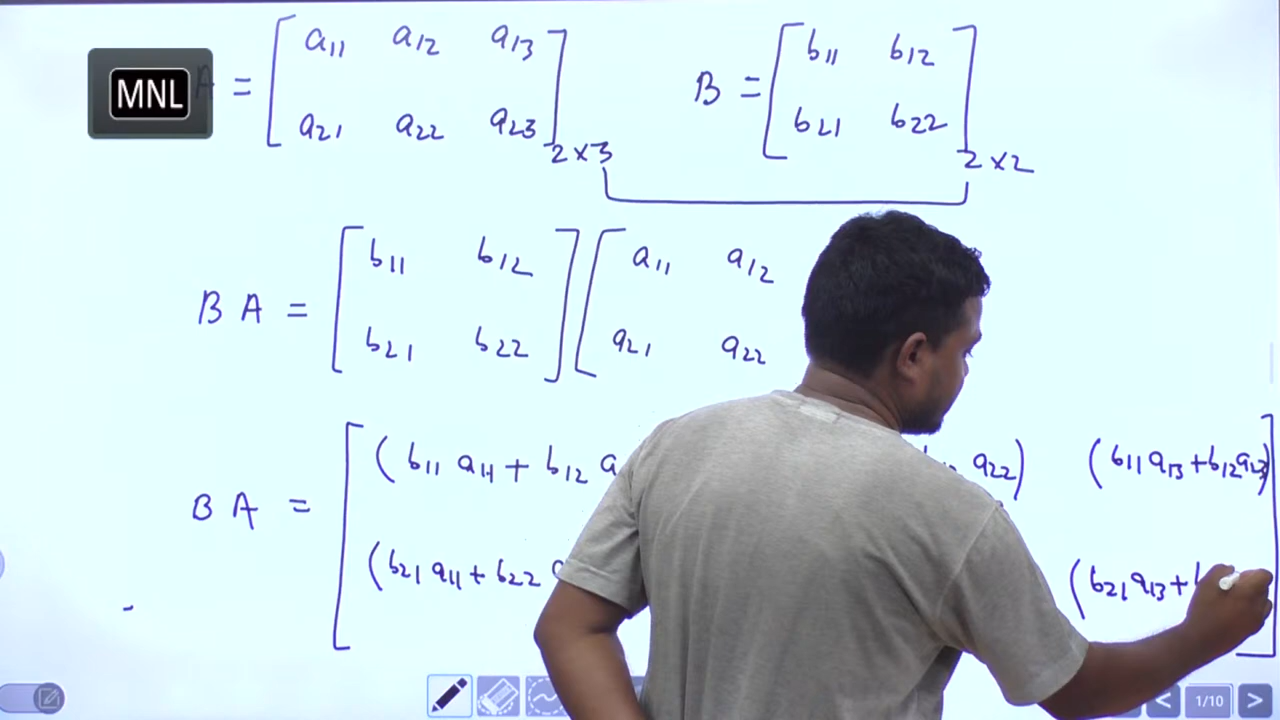 MNL
A = [ a11 a12 a13
a21 a22 a23 ] 2×3
B = [ b11 b12
b21 b22 ] 2×2
B A = [ b11 b12
b21 b22 ] [ a11 a12
a21 a22
B A = [ (b11 a11 + b12 a22) (b11 a13 + b12 a23)
(b21 a11 + b22 (b21 a13 + ]
1/10